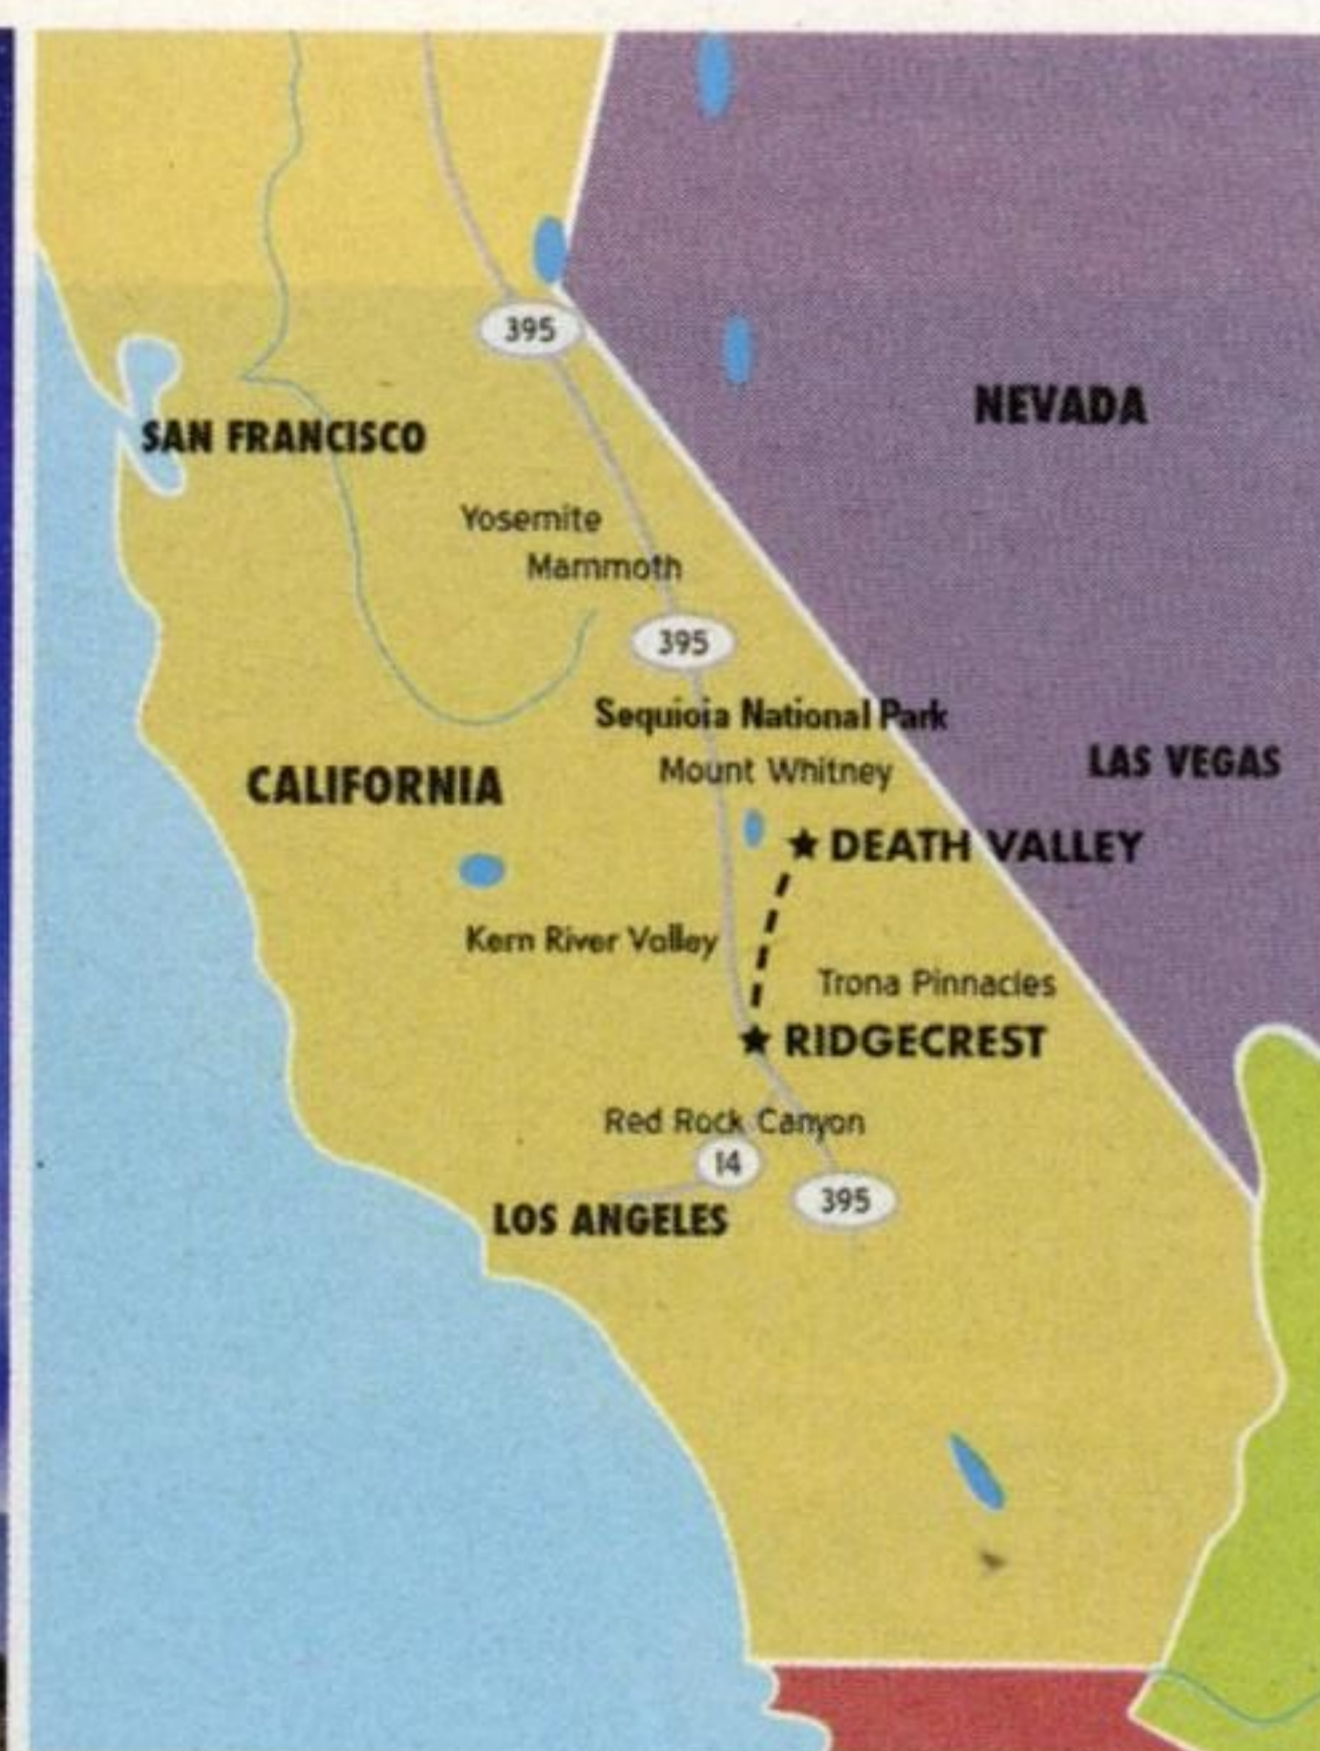 395
NEVADA
SAN FRANCISCO
Yosemite
Mammoth
395
Sequioia National Park
LAS VEGAS
Mount Whitney
CALIFORNIA
DEATH VALLEY
Kern River Valley
Trona Pinnacles
RIDGECREST
Red Rock Canyon
14
395
LOS ANGELES